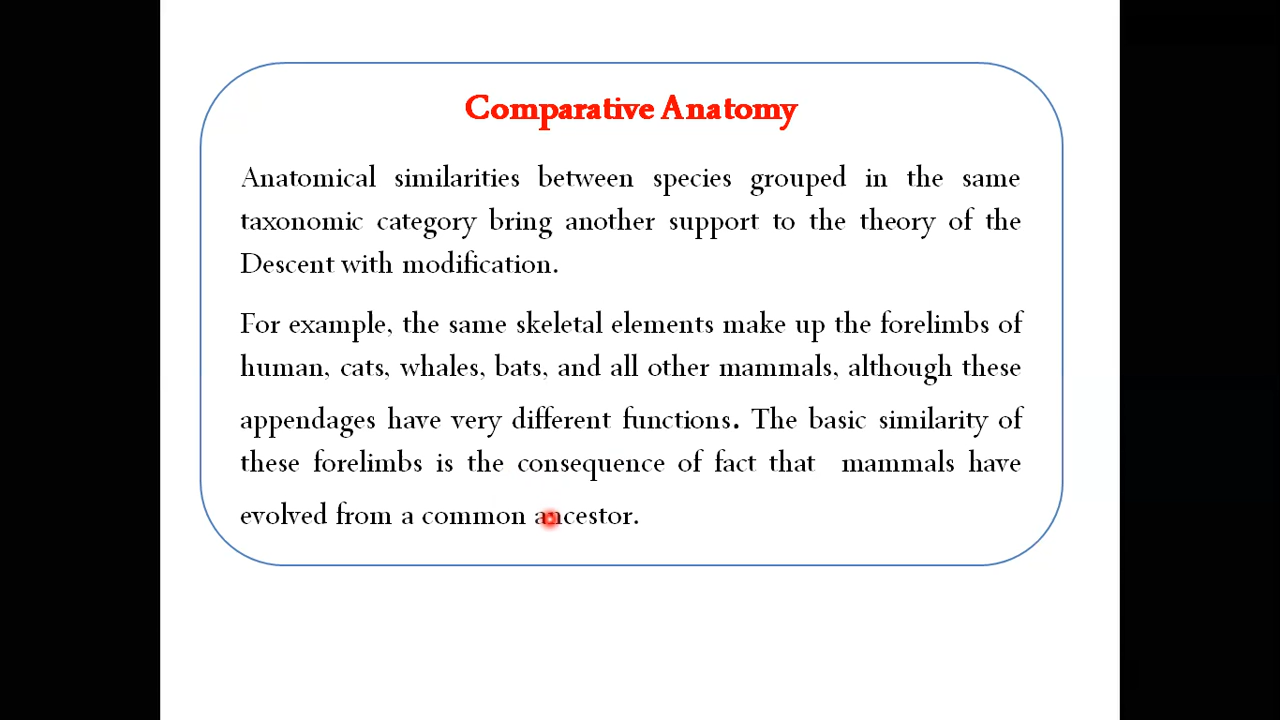 Comparative Anatomy
Anatomical similarities between species grouped in the same
taxonomic category bring another support to the theory of the
Descent with modification.
For example, the same skeletal elements make up the forelimbs of
human, cats, whales, bats, and all other mammals, although these
appendages have very different functions. The basic similarity of
these forelimbs is the consequence of fact that mammals have
evolved from a common ancestor.